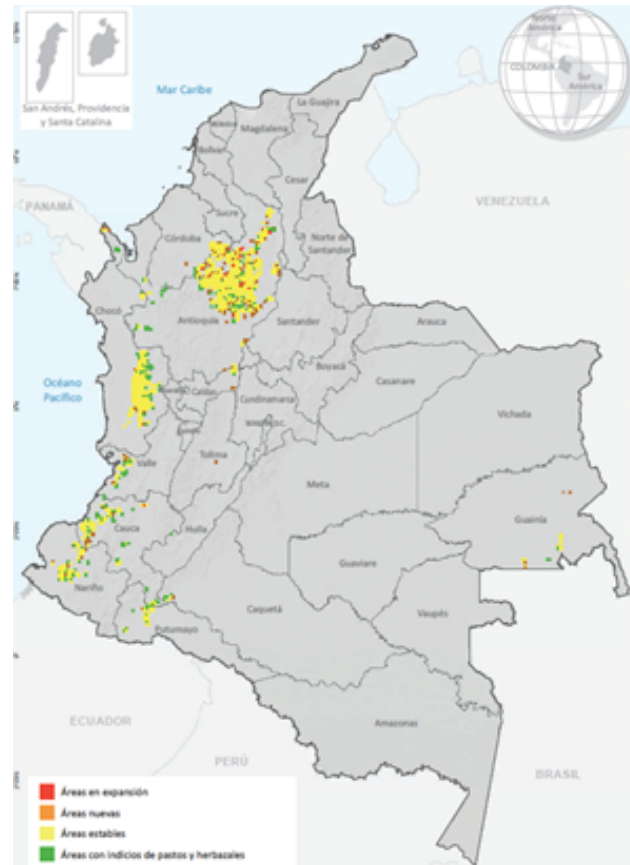 Norte
América
COLOMBIA
Sur
América
San Andrés, Providencia
y Santa Catalina
Mar Caribe
La Guajira
Magdalena
Bolívar
Cesar
VENEZUELA
PANAMÁ
Sucre
Córdoba
Norte de
Santander
Chocó
Antioquia
Santander
Arauca
Boyacá
Casanare
Océano
Pacífico
Caldas
Cundinamarca
Vichada
BOGOTÁ, D.C.
Valle
Tolima
Meta
Guainía
Cauca
Huila
Guaviare
Nariño
Caquetá
Vaupés
Putumayo
ECUADOR
Amazonas
PERÚ
BRASIL
Áreas en expansión
Áreas nuevas
Áreas estables
Áreas con indicios de pastos y herbazales